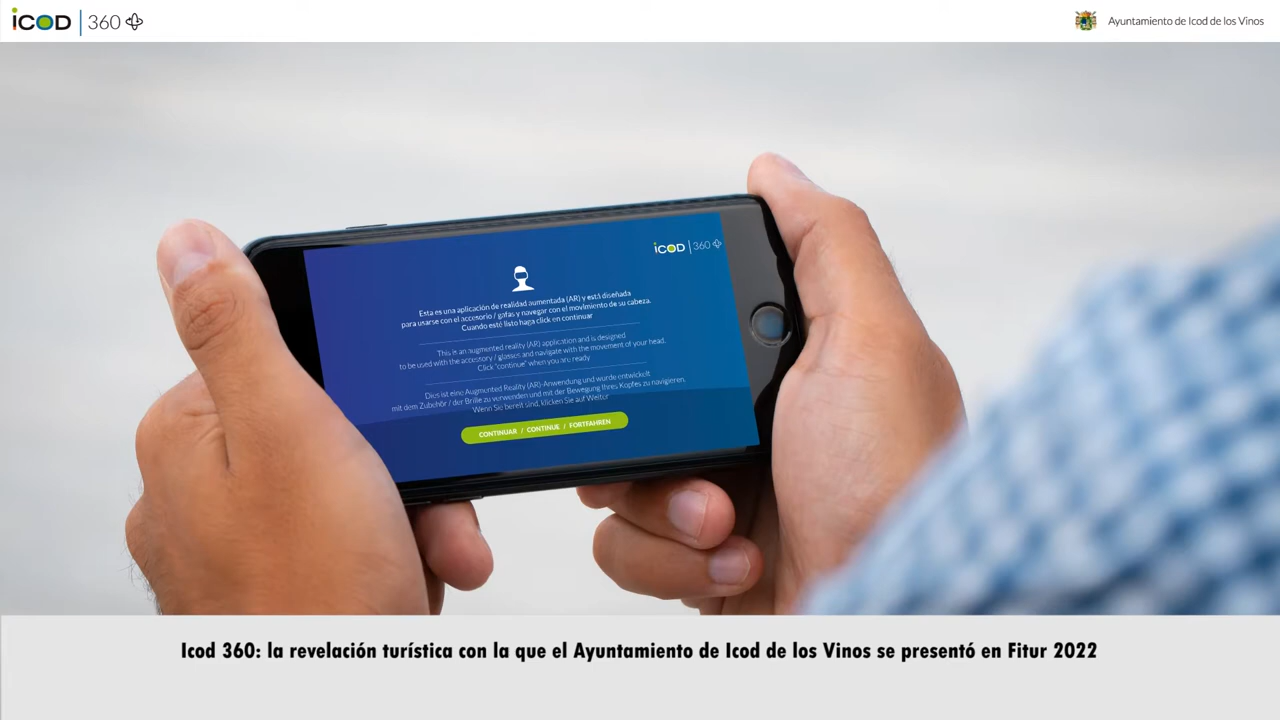 iCOD | 360
Ayuntamiento de Icod de los Vinos
iCOD | 360
Esta es una aplicación de realidad aumentada (AR) y está diseñada
para usarse con el accesorio / gafas y navegar con el movimiento de su cabeza.
Cuando esté listo haga click en continuar
This is an augmented reality (AR) application and is designed
to be used with the accessory / glasses and navigate with the movement of your head.
Click "continue" when you are ready
Dies ist eine Augmented Reality (AR)-Anwendung und wurde entwickelt
mit dem Zubehör / der Brille zu verwenden und mit der Bewegung Ihres Kopfes zu navigieren.
Wenn Sie bereit sind, klicken Sie auf Weiter
CONTINUAR / CONTINUE / FORTFAHREN
Icod 360: la revelación turística con la que el Ayuntamiento de Icod de los Vinos se presentó en Fitur 2022